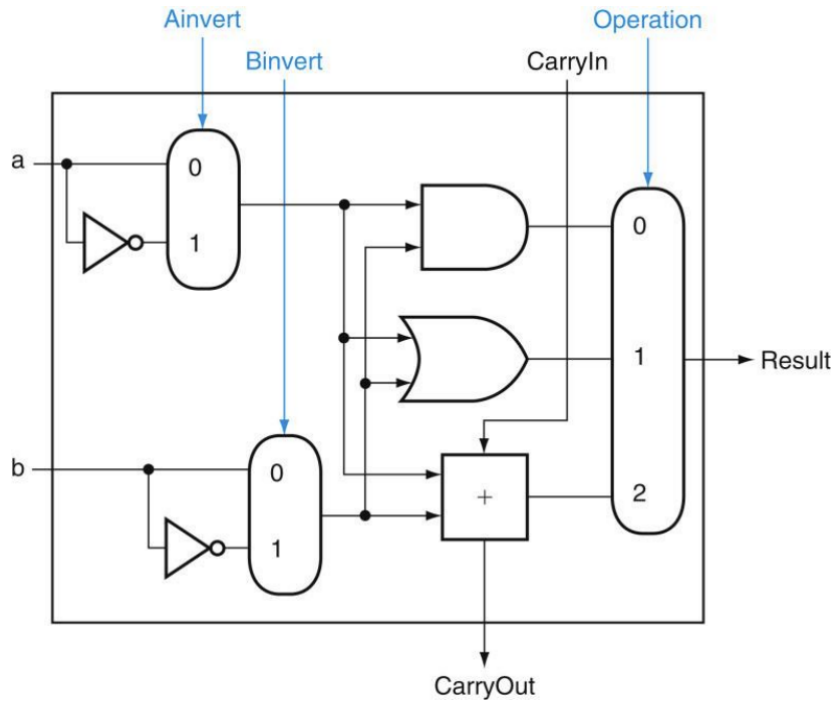 Ainvert
Operation
Binvert
CarryIn
a
0
1
0
1
Result
b
0
1
+
2
CarryOut